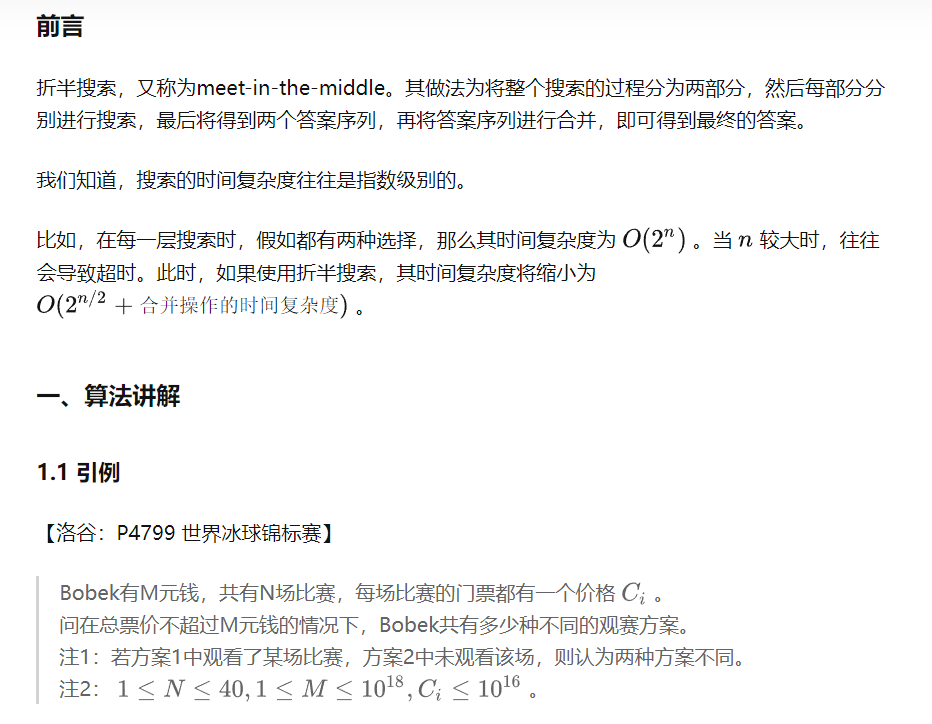 前言
折半搜索，又称为meet-in-the-middle。其做法为将整个搜索的过程分为两部分，然后每部分分
别进行搜索，最后将得到两个答案序列，再将答案序列进行合并，即可得到最终的答案。
我们知道，搜索的时间复杂度往往是指数级别的。
比如，在每一层搜索时，假如都有两种选择，那么其时间复杂度为 O(2^n) 。当 n 较大时，往往
会导致超时。此时，如果使用折半搜索，其时间复杂度将缩小为
O(2^{n/2} + 合并操作的时间复杂度) 。
一、算法讲解
1.1 引例
【洛谷：P4799 世界冰球锦标赛】
Bobek有M元钱，共有N场比赛，每场比赛的门票都有一个价格 C_i 。
问在总票价不超过M元钱的情况下，Bobek共有多少种不同的观赛方案。
注1：若方案1中观看了某场比赛，方案2中未观看该场，则认为两种方案不同。
注2： 1 ≤ N ≤ 40, 1 ≤ M ≤ 10^{18}, C_i ≤ 10^{16} 。